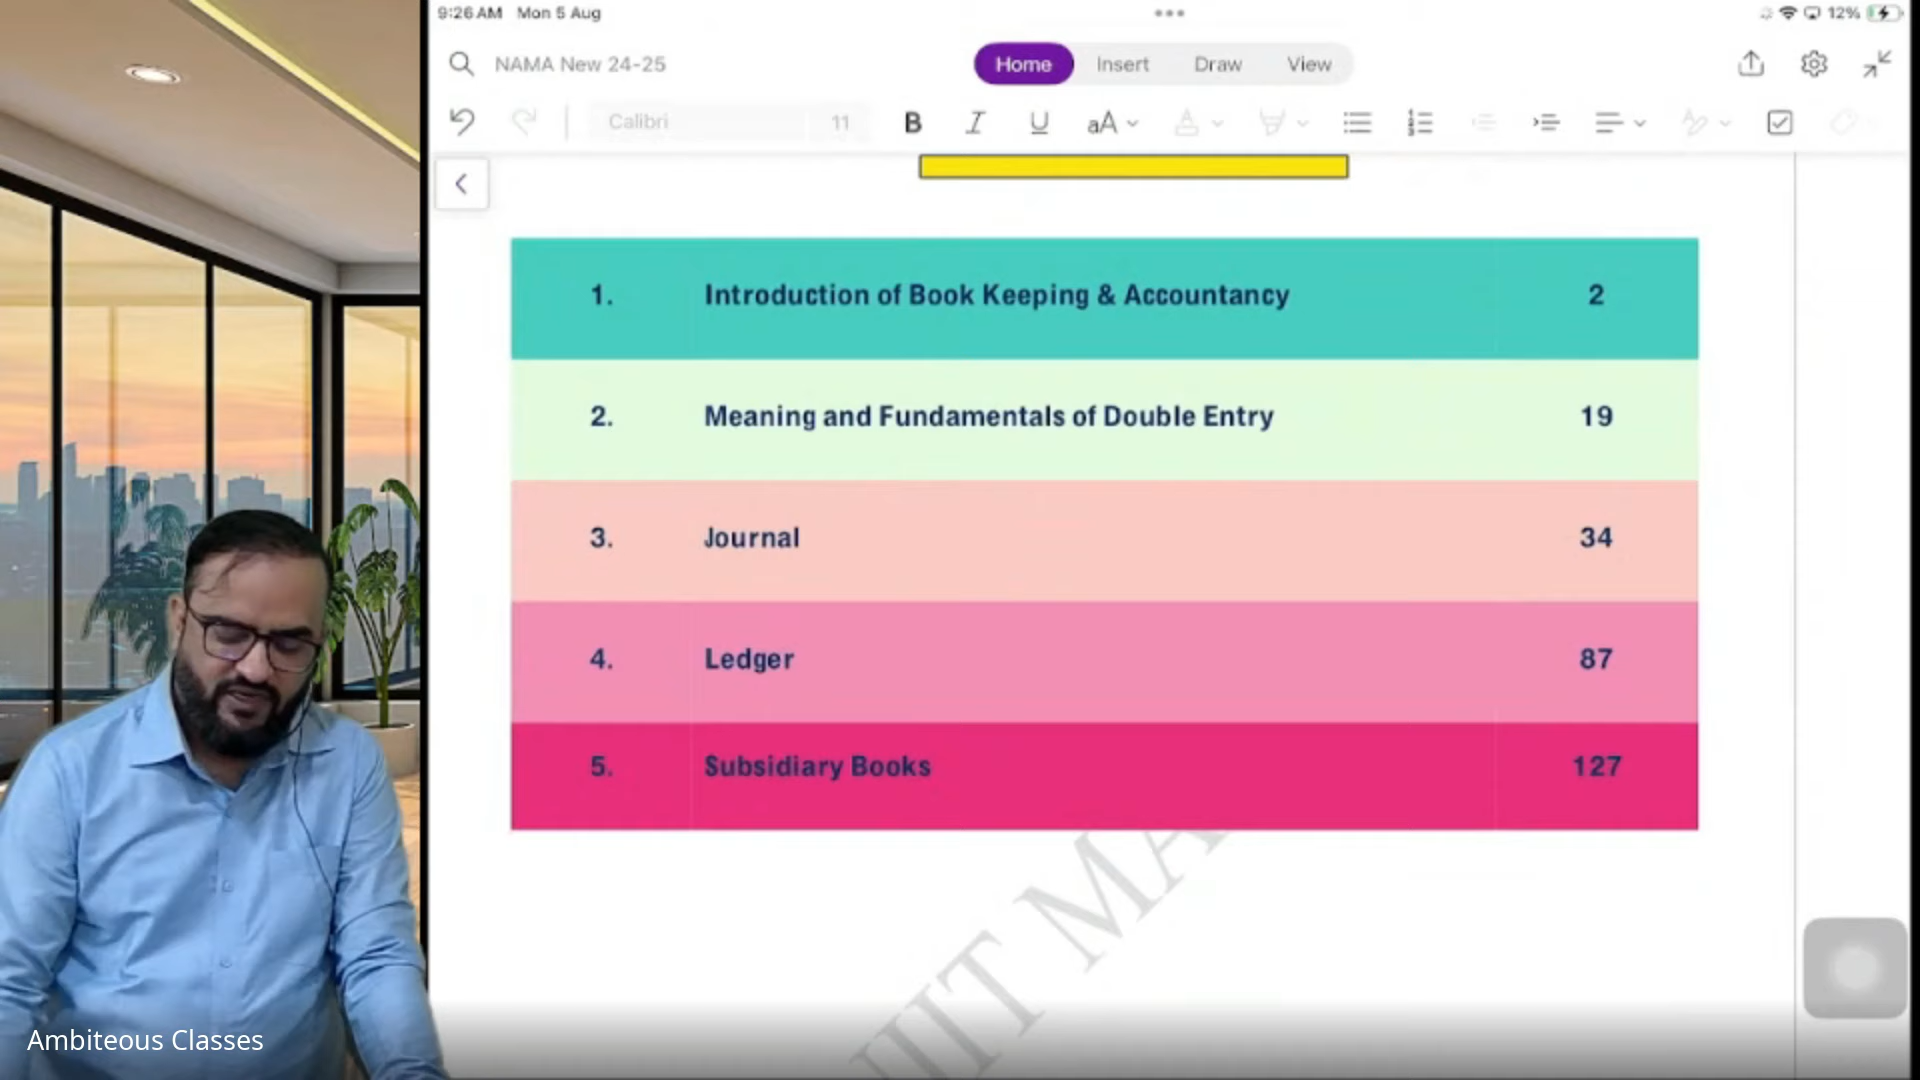 9:26 AM Mon 5 Aug
12%
NAMA New 24-25
Home Insert Draw View
Calibri 11 B I U aA
1. Introduction of Book Keeping & Accountancy 2
2. Meaning and Fundamentals of Double Entry 19
3. Journal 34
4. Ledger 87
5. Subsidiary Books 127
Ambiteous Classes